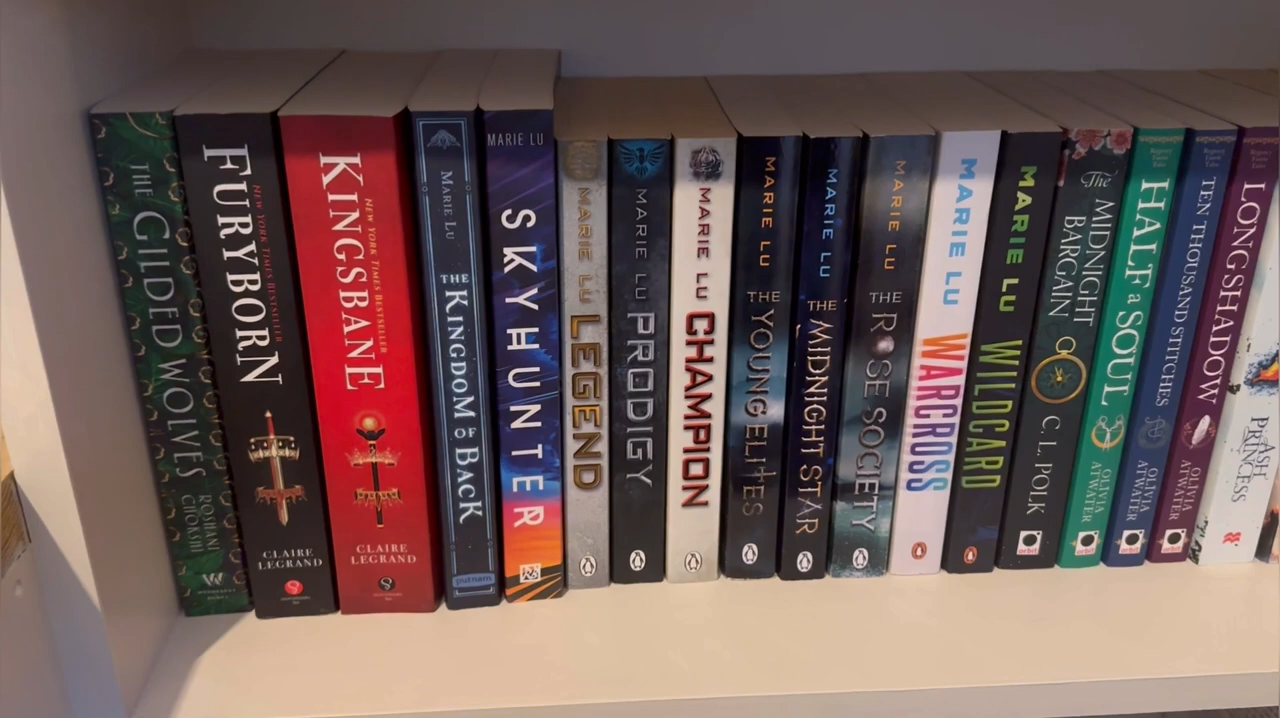 THE GILDED WOLVES
ROSHANI
CHOKSHI
FURYBORN
NEW YORK TIMES BESTSELLER
CLAIRE
LEGRAND
KINGSBANE
NEW YORK TIMES BESTSELLER
CLAIRE
LEGRAND
MARIE LU
THE KINGDOM OF BACK
putnam
MARIE LU
SKYHUNTER
MARIE LU
LEGEND
MARIE LU
PRODIGY
MARIE LU
CHAMPION
MARIE LU
THE YOUNG ELITES
MARIE LU
THE MIDNIGHT STAR
MARIE LU
THE ROSE SOCIETY
MARIE LU
WARCROSS
MARIE LU
WILDCARD
The MIDNIGHT
BARGAIN
C. L. POLK
orbit
HALF a SOUL
OLIVIA
ATWATER
orbit
TEN THOUSAND STITCHES
OLIVIA
ATWATER
orbit
LONGSHADOW
OLIVIA
ATWATER
orbit
ASH
PRINCESS